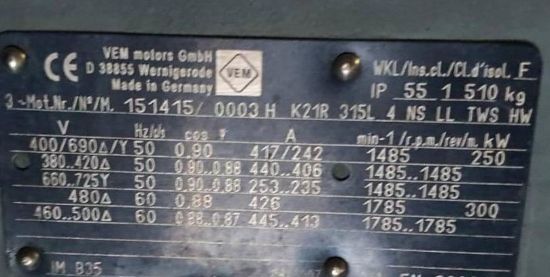 CE VEM motors GmbH
D 38855 Wernigerode
Made in Germany
VEM
WKL/Ins.cl./Cl.d'isol. F
IP 55 1 510 kg
3 ~Mot.Nr./N°/M. 151415/ 0003 H K21R 315L 4 NS LL TWS HW
V Hz/c/s cos φ A min-1 /r.p.m./rev/m. kW
400/690Δ/Y 50 0.90 417/242 1485 250
380..420Δ 50 0.90..0.88 440..406 1485..1485
660..725Y 50 0.90..0.88 253..235 1485..1485
480Δ 60 0.88 426 1785 300
460..500Δ 60 0.88..0.87 445..413 1785..1785
IM B35